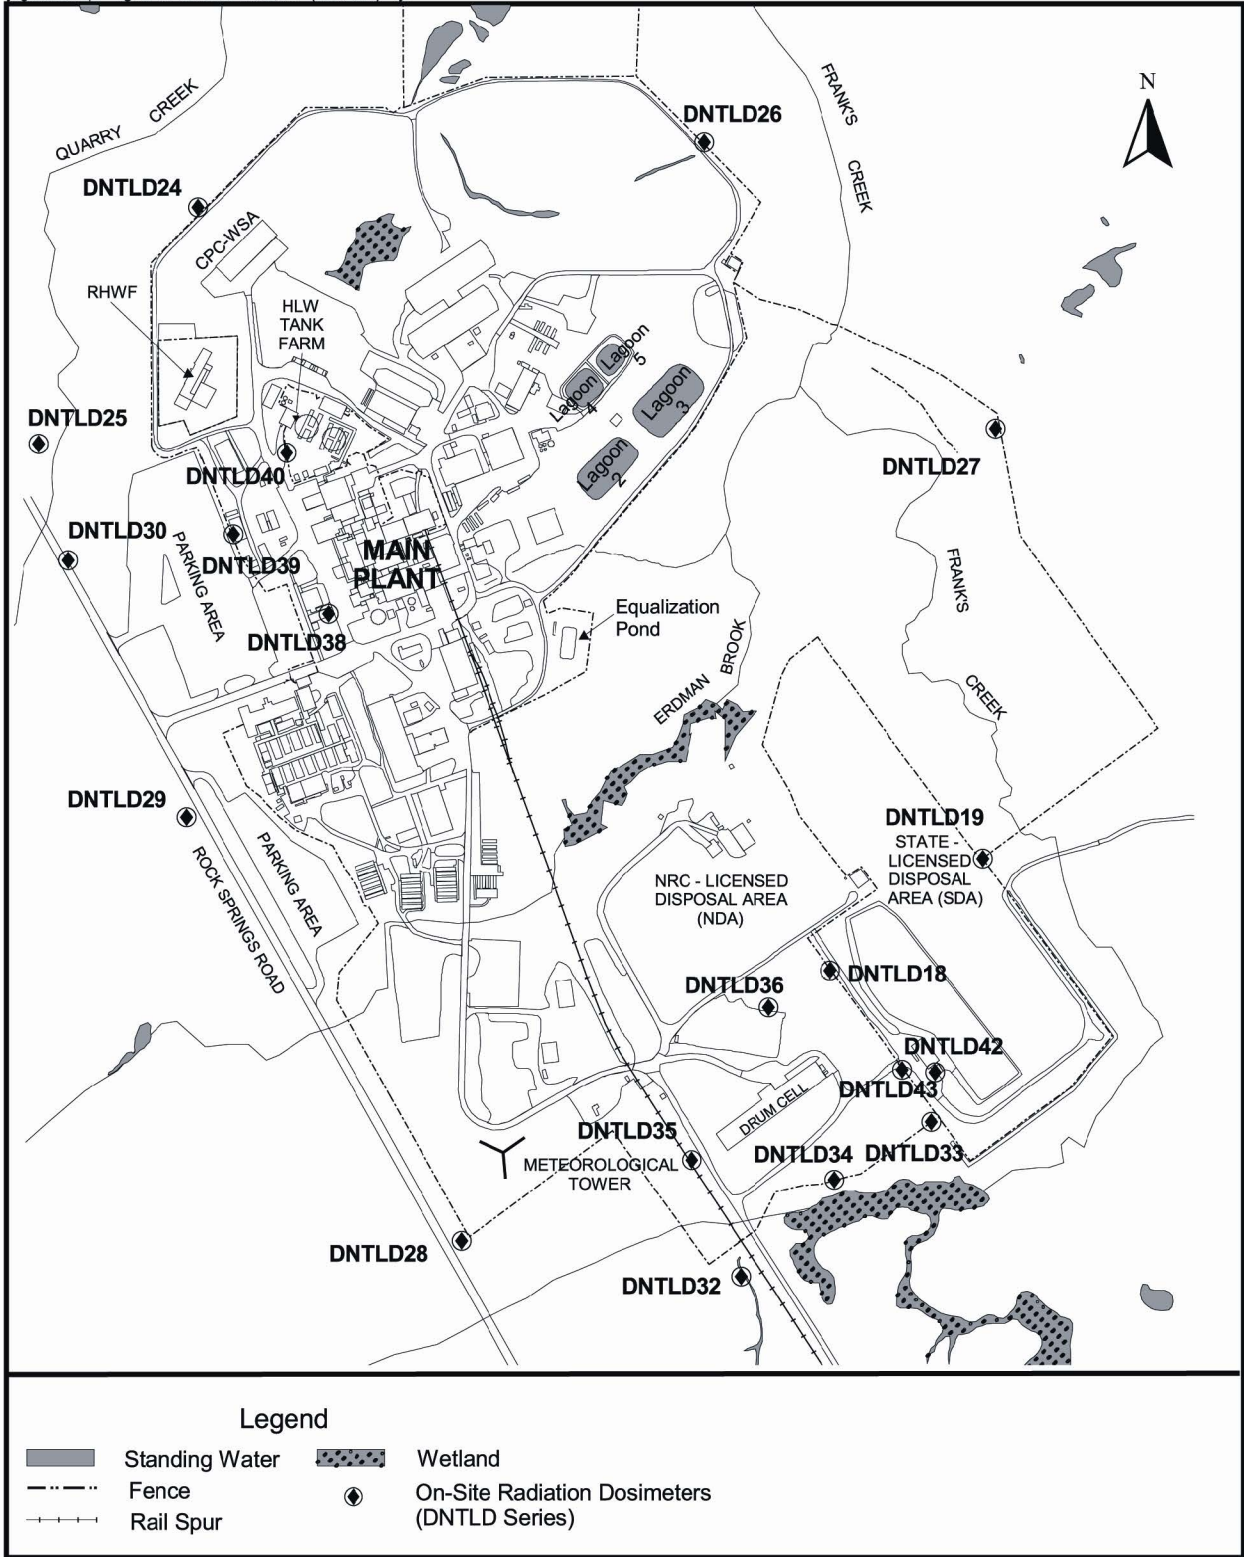 DNTLD26
N
FRANK'S
CREEK
QUARRY CREEK
DNTLD24
CPC-WSA
RHWF
HLW
TANK
FARM
Lagoon
5
Lagoon
4
Lagoon
3
Lagoon
2
DNTLD25
DNTLD27
DNTLD40
DNTLD30
PARKING AREA
DNTLD39
MAIN
PLANT
FRANK'S
CREEK
Equalization
Pond
DNTLD38
ERDMAN BROOK
DNTLD29
PARKING AREA
ROCK SPRINGS ROAD
DNTLD19
STATE -
LICENSED
DISPOSAL
AREA (SDA)
NRC - LICENSED
DISPOSAL AREA
(NDA)
DNTLD18
DNTLD36
DNTLD42
DNTLD43
DRUM CELL
DNTLD35
DNTLD34
DNTLD33
METEOROLOGICAL
TOWER
DNTLD28
DNTLD32
Legend
Standing Water
Wetland
Fence
On-Site Radiation Dosimeters
(DNTLD Series)
Rail Spur